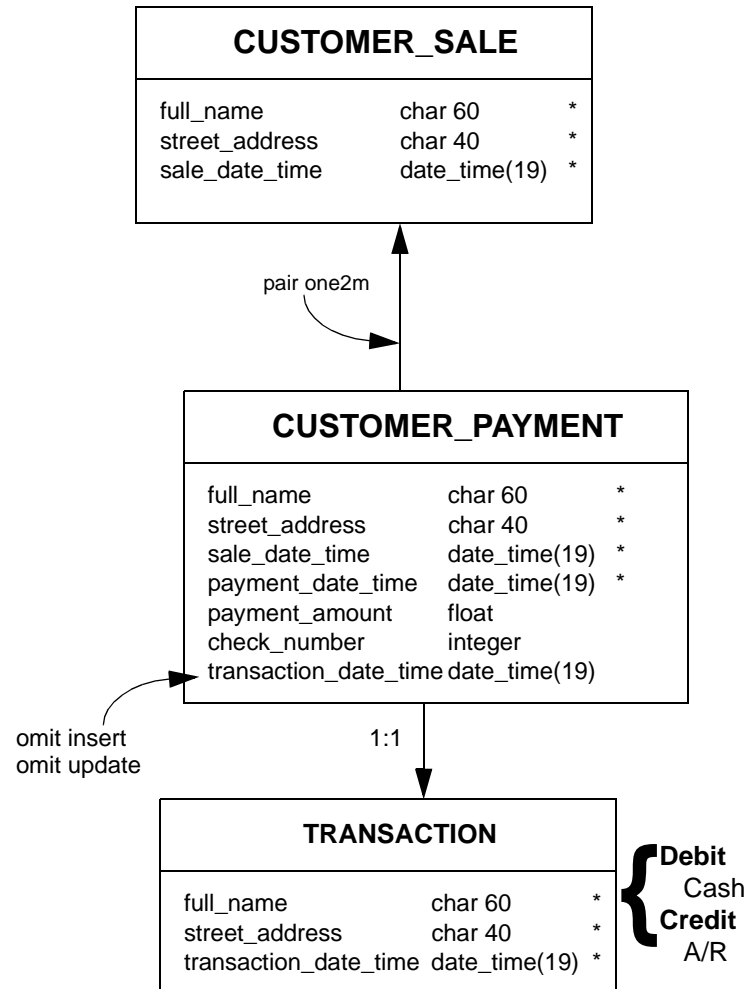 CUSTOMER_SALE
full_name char 60 *
street_address char 40 *
sale_date_time date_time(19) *
pair one2m
CUSTOMER_PAYMENT
full_name char 60 *
street_address char 40 *
sale_date_time date_time(19) *
payment_date_time date_time(19) *
payment_amount float
check_number integer
transaction_date_time date_time(19)
omit insert
omit update
1:1
TRANSACTION
full_name char 60 *
street_address char 40 *
transaction_date_time date_time(19) *
{
Debit
Cash
Credit
A/R